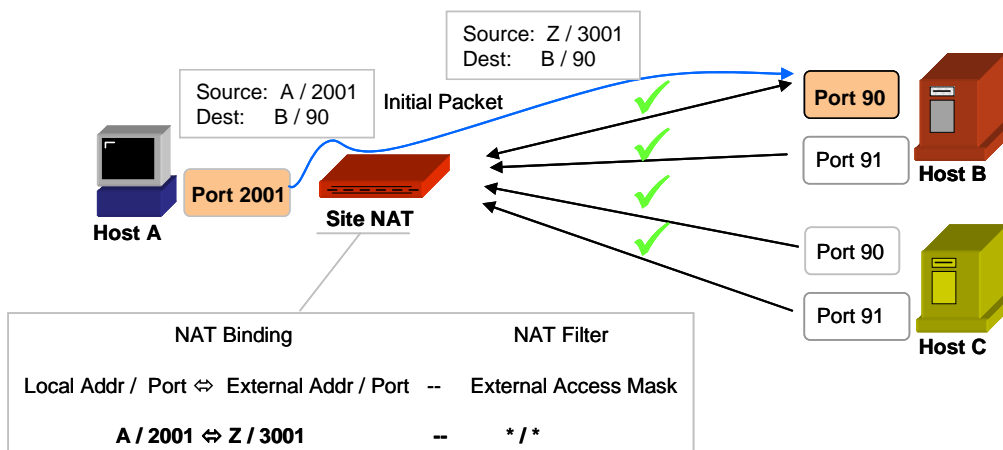 Source: Z / 3001
Dest: B / 90
Source: A / 2001
Dest: B / 90
Initial Packet
Port 90
Port 91
Host B
Port 2001
Host A
Site NAT
Port 90
Port 91
Host C
NAT Binding NAT Filter
Local Addr / Port ⇔ External Addr / Port -- External Access Mask
A / 2001 ⇔ Z / 3001 -- * / *